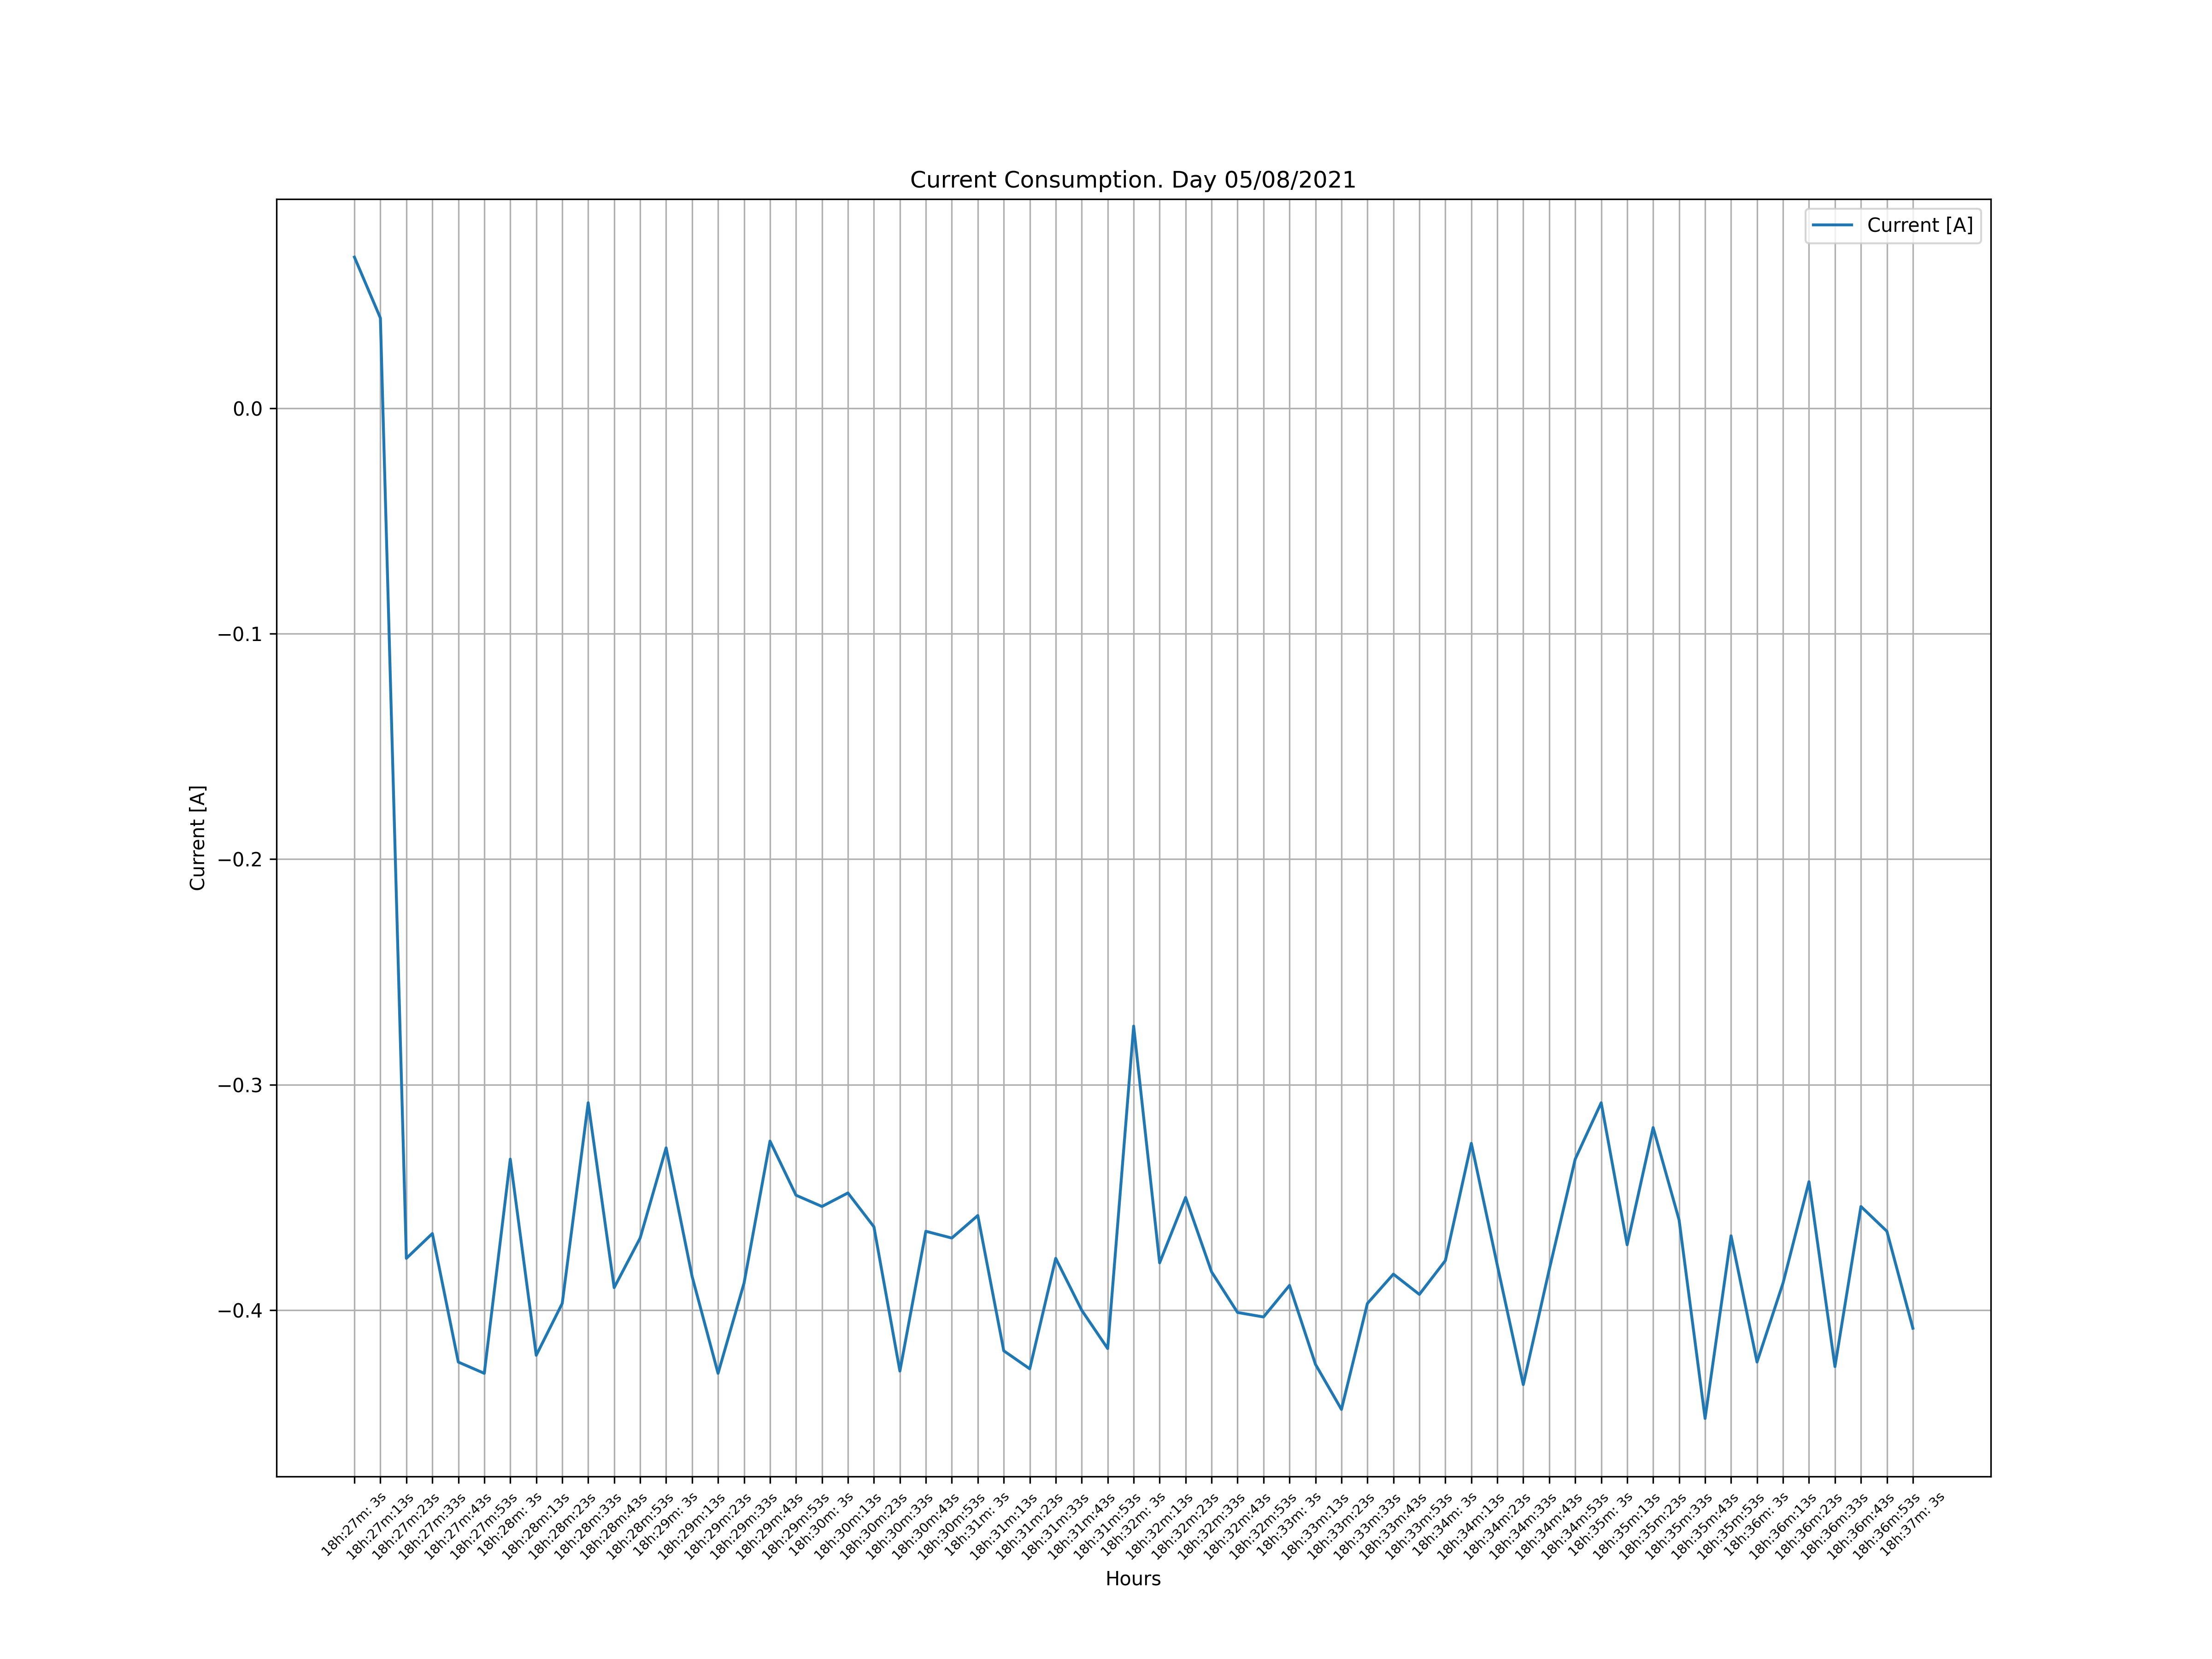 Current Consumption. Day 05/08/2021
Current [A]
0.0
−0.1
−0.2
−0.3
−0.4
Current [A]
18h:27m: 3s
18h:27m:13s
18h:27m:23s
18h:27m:33s
18h:27m:43s
18h:27m:53s
18h:28m: 3s
18h:28m:13s
18h:28m:23s
18h:28m:33s
18h:28m:43s
18h:28m:53s
18h:29m: 3s
18h:29m:13s
18h:29m:23s
18h:29m:33s
18h:29m:43s
18h:29m:53s
18h:30m: 3s
18h:30m:13s
18h:30m:23s
18h:30m:33s
18h:30m:43s
18h:30m:53s
18h:31m: 3s
18h:31m:13s
18h:31m:23s
18h:31m:33s
18h:31m:43s
18h:31m:53s
18h:32m: 3s
18h:32m:13s
18h:32m:23s
18h:32m:33s
18h:32m:43s
18h:32m:53s
18h:33m: 3s
18h:33m:13s
18h:33m:23s
18h:33m:33s
18h:33m:43s
18h:33m:53s
18h:34m: 3s
18h:34m:13s
18h:34m:23s
18h:34m:33s
18h:34m:43s
18h:34m:53s
18h:35m: 3s
18h:35m:13s
18h:35m:23s
18h:35m:33s
18h:35m:43s
18h:35m:53s
18h:36m: 3s
18h:36m:13s
18h:36m:23s
18h:36m:33s
18h:36m:43s
18h:36m:53s
18h:37m: 3s
Hours